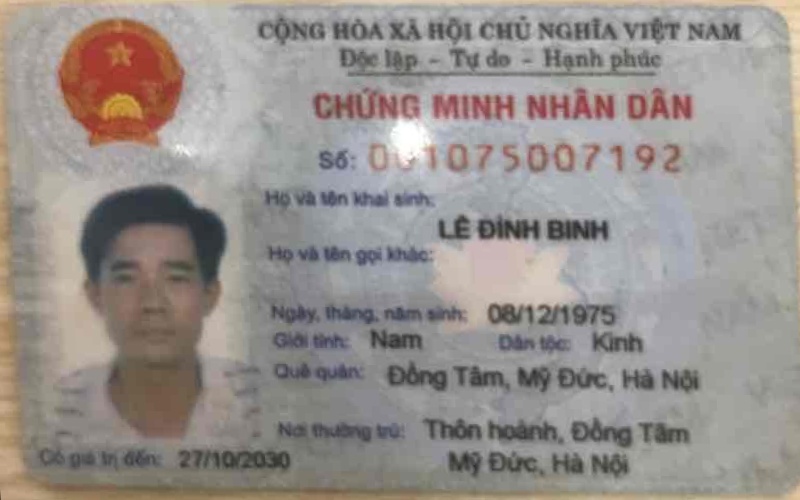 CỘNG HÒA XÃ HỘI CHỦ NGHĨA VIỆT NAM
Độc lập - Tự do - Hạnh phúc
CHỨNG MINH NHÂN DÂN
Số: 001075007192
Họ và tên khai sinh:
LÊ ĐÌNH BINH
Họ và tên gọi khác:
Ngày, tháng, năm sinh: 08/12/1975
Giới tính: Nam Dân tộc: Kinh
Quê quán: Đồng Tâm, Mỹ Đức, Hà Nội
Nơi thường trú: Thôn hoành, Đồng Tâm
Mỹ Đức, Hà Nội
Có giá trị đến: 27/10/2030